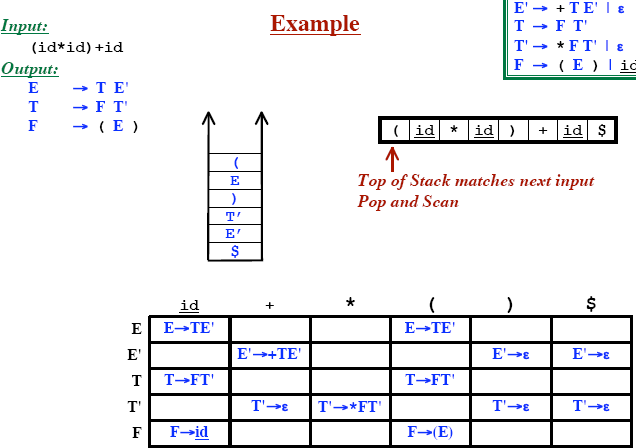 Example
Input:
(id*id)+id
Output:
E → T E'
T → F T'
F → ( E )
E' → + T E' | ε
T → F T'
T' → * F T' | ε
F → ( E ) | id
( id * id ) + id $
Top of Stack matches next input
Pop and Scan
(
E
)
T'
E'
$
id + * ( ) $
E E→TE' E→TE'
E' E'→+TE' E'→ε E'→ε
T T→FT' T→FT'
T' T'→ε T'→*FT' T'→ε T'→ε
F F→id F→(E)